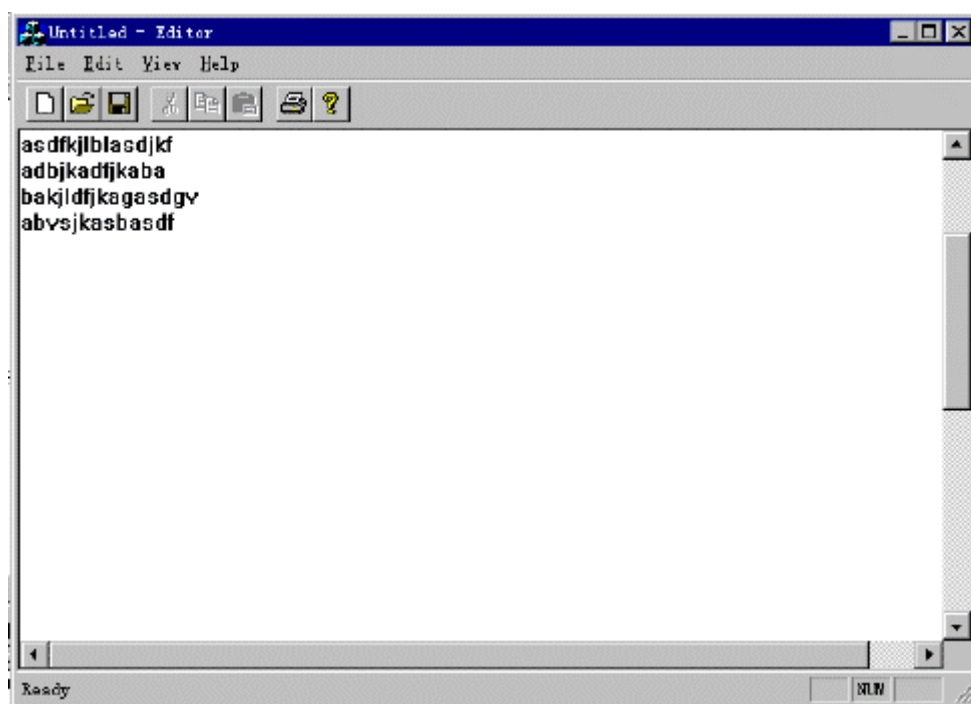 Untitled - Editor
File Edit View Help
asdfkjlblasdjkf
adbjkadfjkaba
bakjldfjkagasdgv
abvsjkasbasdf
Ready
NUM